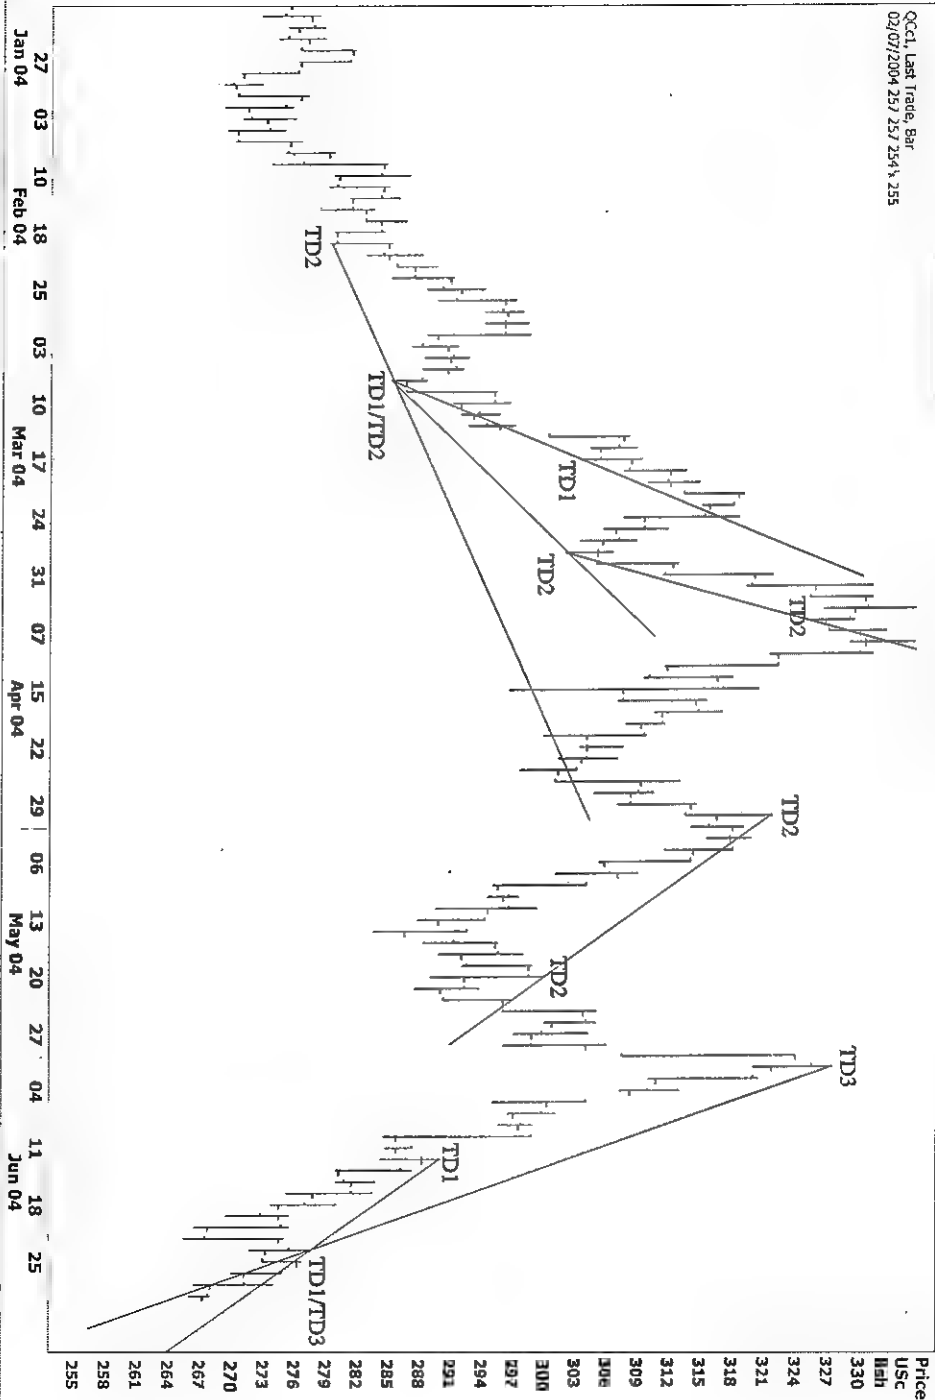 QCc1, Last Trade, Bar
02/07/2004 257 257 254¼ 255
Price
USc
Bsh
330
327
324
321
318
315
312
309
306
303
300
297
294
291
288
285
282
279
276
273
270
267
264
261
258
255
TD2
TD1/TD2
TD1
TD2
TD2
TD2
TD2
TD3
TD1
TD1/TD3
27 03 10 18 25 03 10 17 24 31 07 15 22 29 06 13 20 27 04 11 18 25
Jan 04 Feb 04 Mar 04 Apr 04 May 04 Jun 04